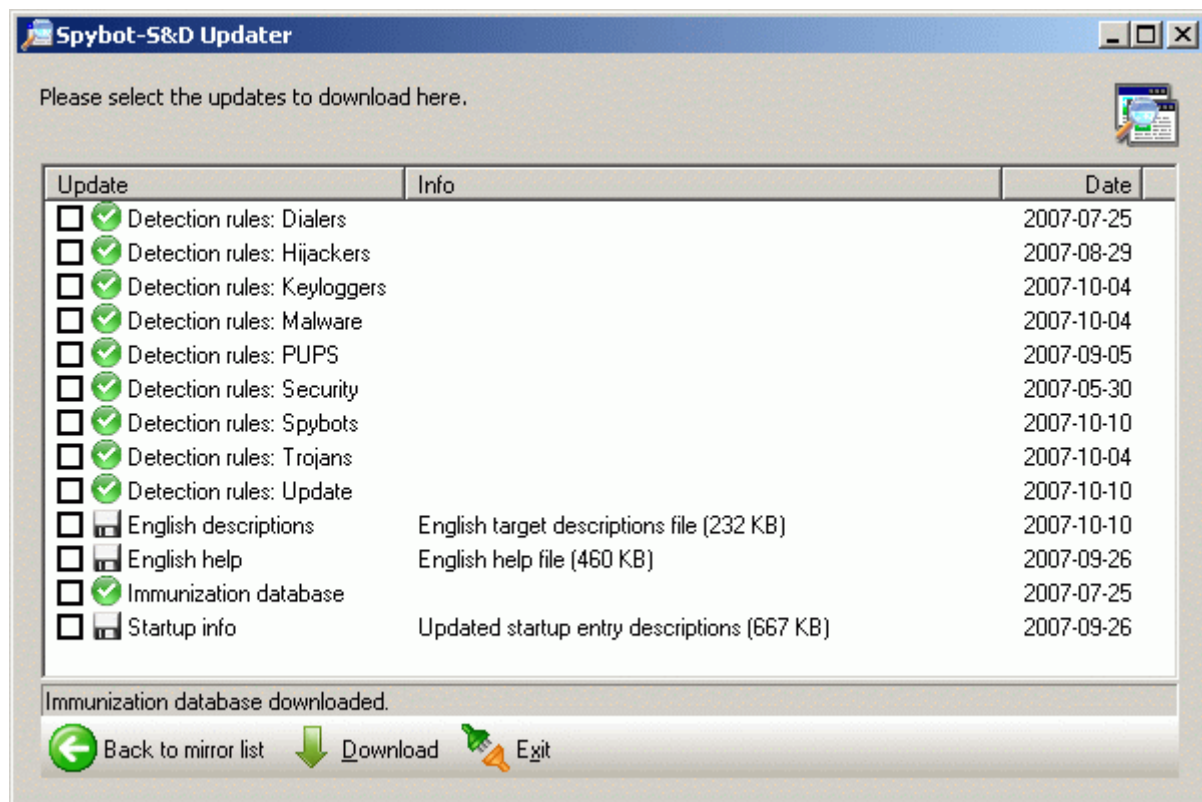 Spybot-S&D Updater
Please select the updates to download here.
Update Info Date
Detection rules: Dialers 2007-07-25
Detection rules: Hijackers 2007-08-29
Detection rules: Keyloggers 2007-10-04
Detection rules: Malware 2007-10-04
Detection rules: PUPS 2007-09-05
Detection rules: Security 2007-05-30
Detection rules: Spybots 2007-10-10
Detection rules: Trojans 2007-10-04
Detection rules: Update 2007-10-10
English descriptions English target descriptions file (232 KB) 2007-10-10
English help English help file (460 KB) 2007-09-26
Immunization database 2007-07-25
Startup info Updated startup entry descriptions (667 KB) 2007-09-26
Immunization database downloaded.
Back to mirror list Download Exit